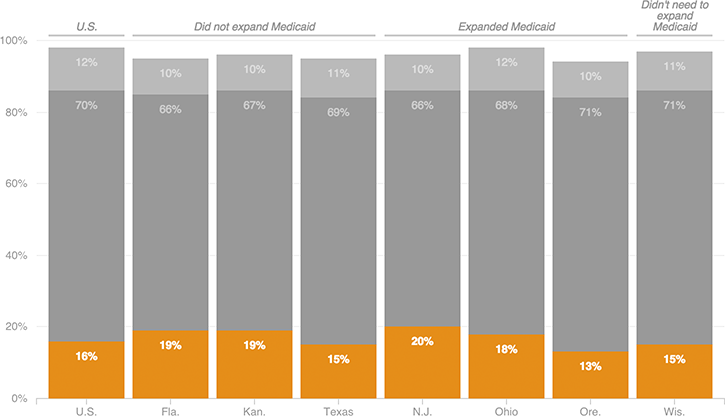 Didn't need to
expand
U.S. Did not expand Medicaid Expanded Medicaid Medicaid
100%
12% 10% 10% 11% 10% 12% 10% 11%
70% 66% 67% 69% 66% 68% 71% 71%
80%
60%
40%
20%
16% 19% 19% 15% 20% 18% 13% 15%
0%
U.S. Fla. Kan. Texas N.J. Ohio Ore. Wis.